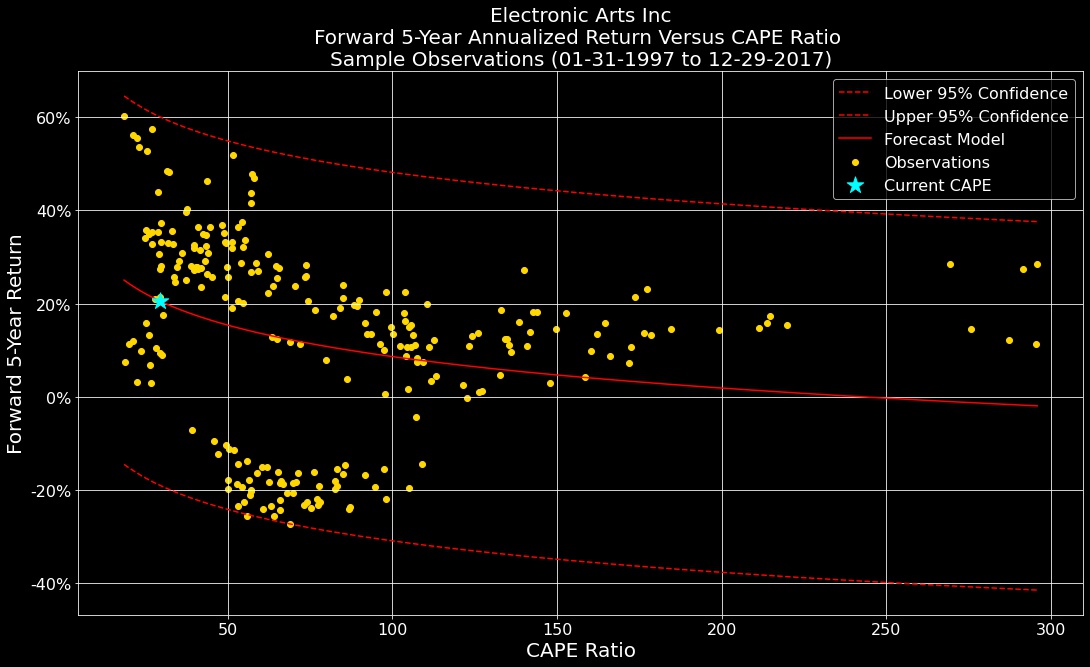 Electronic Arts Inc
Forward 5-Year Annualized Return Versus CAPE Ratio
Sample Observations (01-31-1997 to 12-29-2017)
Lower 95% Confidence
Upper 95% Confidence
Forecast Model
Observations
Current CAPE
Forward 5-Year Return
60%
40%
20%
0%
-20%
-40%
50
100
150
200
250
300
CAPE Ratio